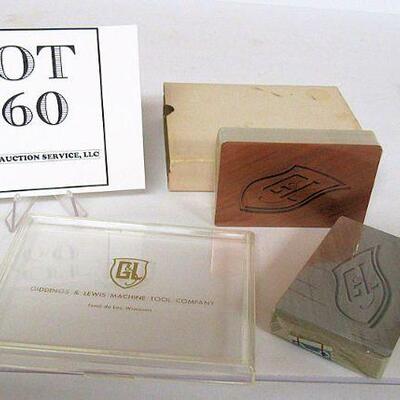 OT
60
AUCTION SERVICE, LLC
G&L
G&L
GIDDINGS & LEWIS MACHINE TOOL COMPANY
Fond du Lac, Wisconsin
G&L